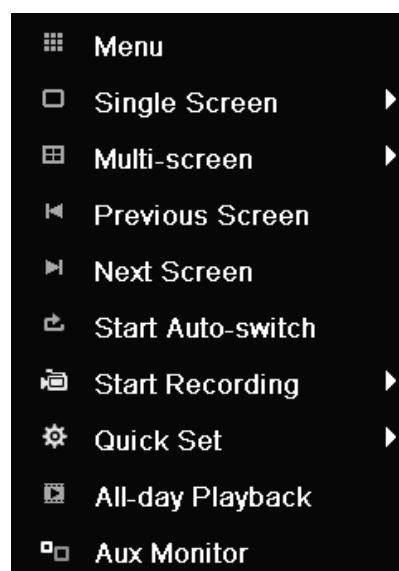 Menu
Single Screen
Multi-screen
Previous Screen
Next Screen
Start Auto-switch
Start Recording
Quick Set
All-day Playback
Aux Monitor